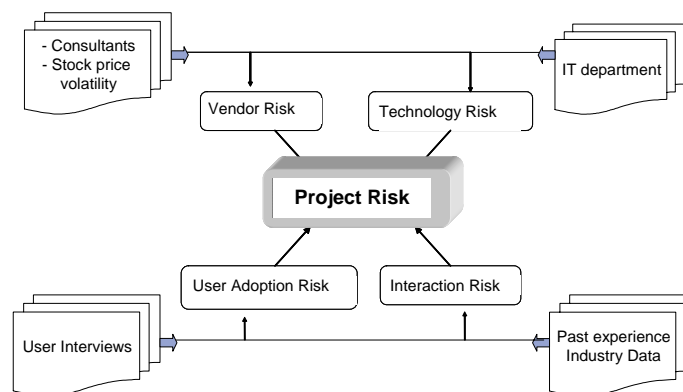 - Consultants
- Stock price
volatility
IT department
Vendor Risk
Technology Risk
Project Risk
User Adoption Risk
Interaction Risk
User Interviews
Past experience
Industry Data